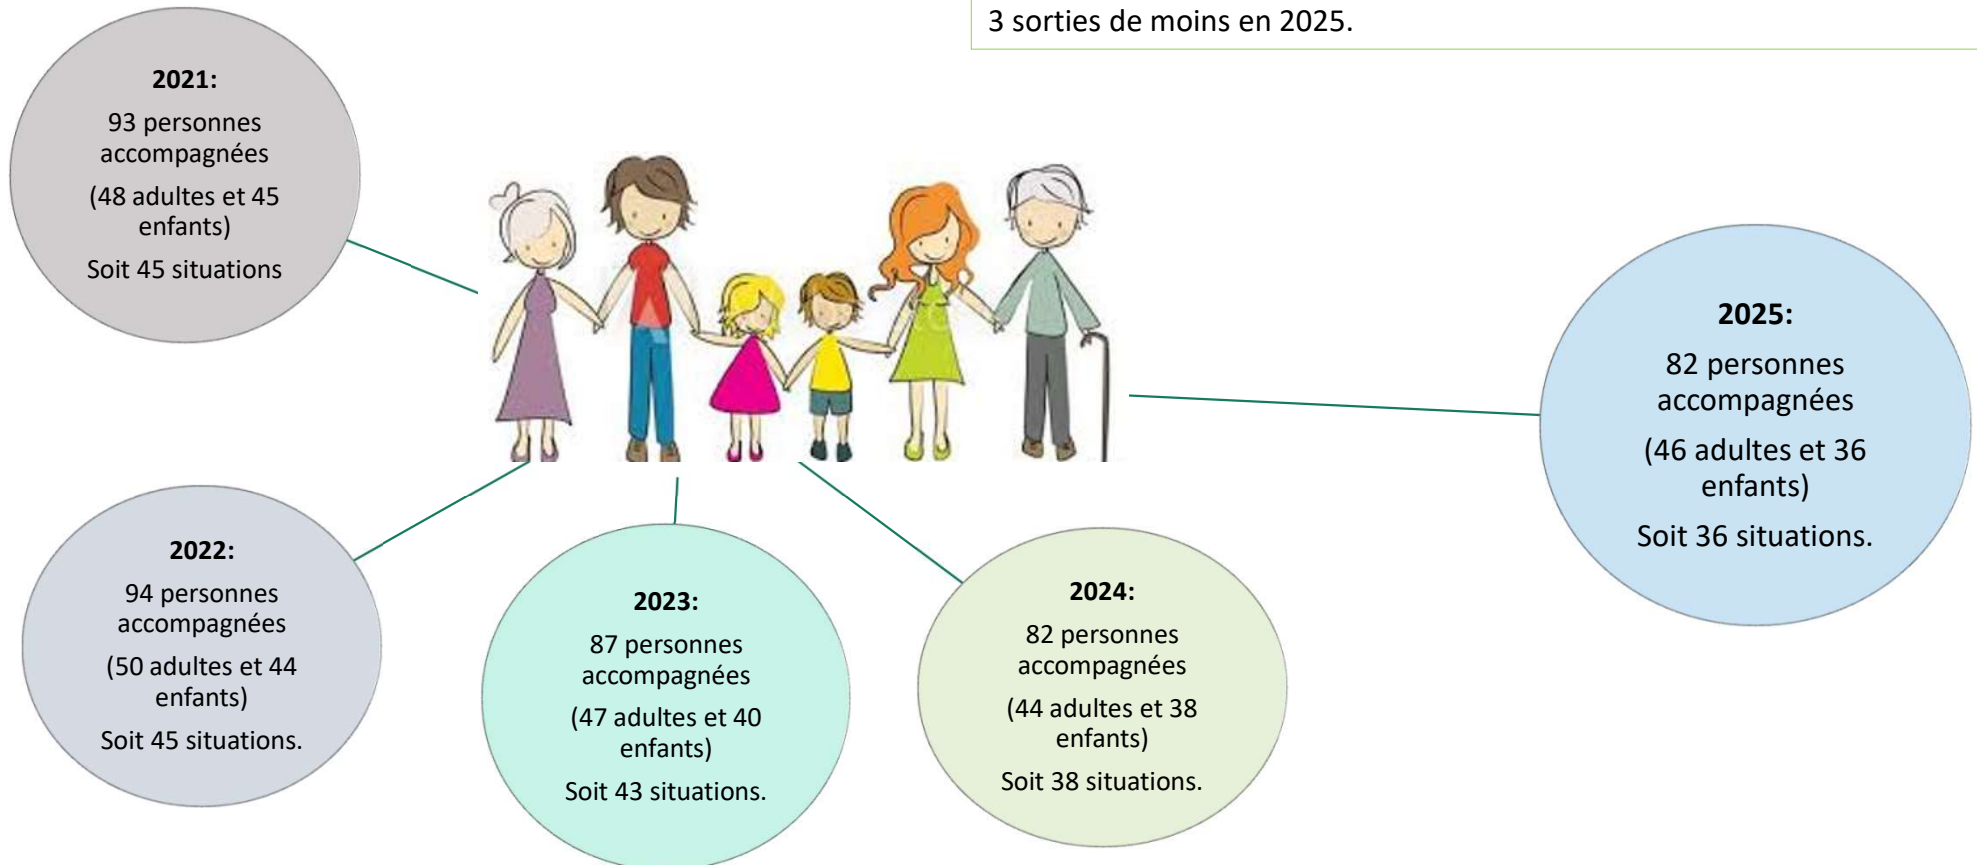 3 sorties de moins en 2025.
2021:
93 personnes
accompagnées
(48 adultes et 45
enfants)
Soit 45 situations
2022:
94 personnes
accompagnées
(50 adultes et 44
enfants)
Soit 45 situations.
2023:
87 personnes
accompagnées
(47 adultes et 40
enfants)
Soit 43 situations.
2024:
82 personnes
accompagnées
(44 adultes et 38
enfants)
Soit 38 situations.
2025:
82 personnes
accompagnées
(46 adultes et 36
enfants)
Soit 36 situations.